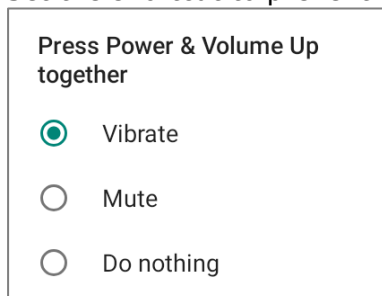 Press Power & Volume Up
together
Vibrate
Mute
Do nothing